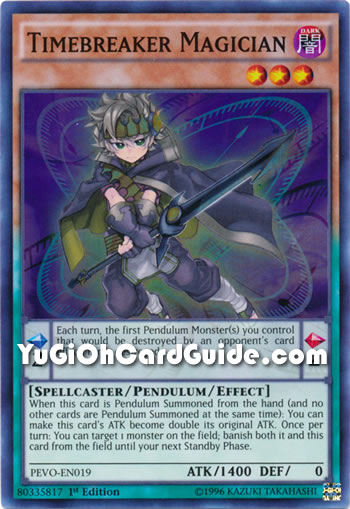 TIMEBREAKER MAGICIAN
DARK
闇
Each turn, the first Pendulum Monster(s) you control
that would be destroyed by an opponent's card
YuGiOhCardGuide.com
[SPELLCASTER/PENDULUM/EFFECT]
When this card is Pendulum Summoned from the hand (and no
other cards are Pendulum Summoned at the same time): You can
make this card's ATK become double its original ATK. Once per
turn: You can target 1 monster on the field; banish both it and this
card from the field until your next Standby Phase.
PEVO-EN019
ATK/1400 DEF/ 0
80335817
1st Edition
©1996 KAZUKI TAKAHASHI